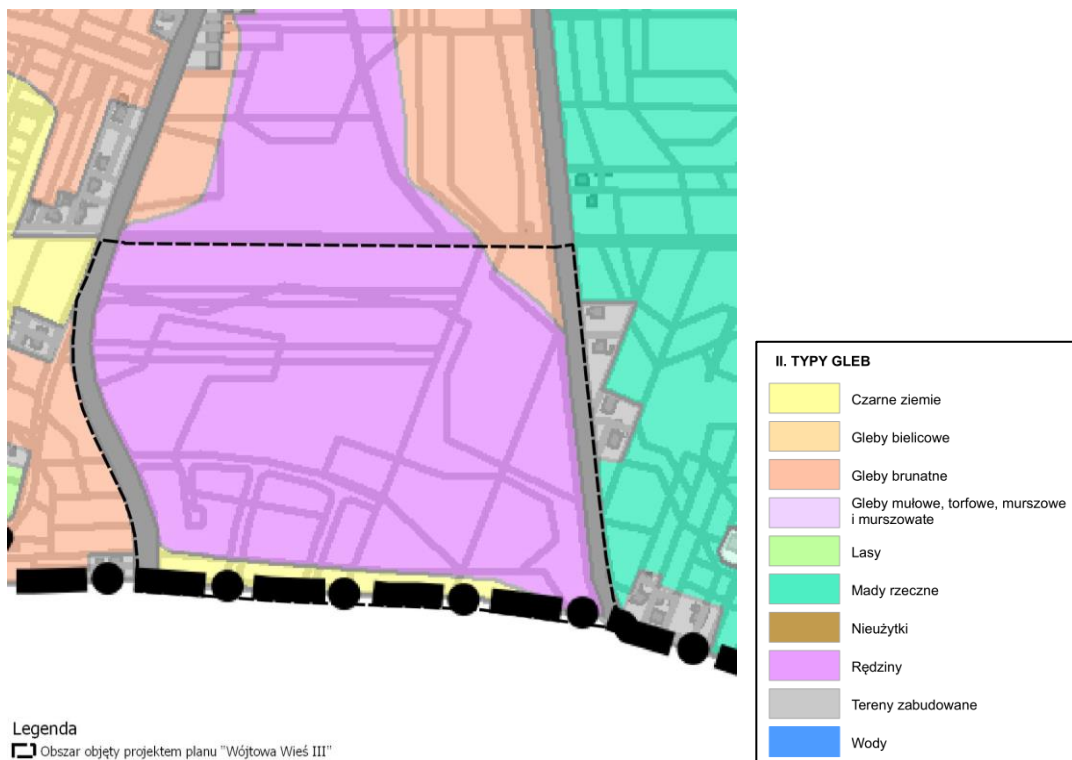 II. TYPY GLEB
Czarne ziemie
Gleby bielicowe
Gleby brunatne
Gleby mułowe, torfowe, murszowe
i murszowate
Lasy
Mady rzeczne
Nieużytki
Rędziny
Tereny zabudowane
Wody
Legenda
Obszar objęty projektem planu "Wójtowa Wieś III"